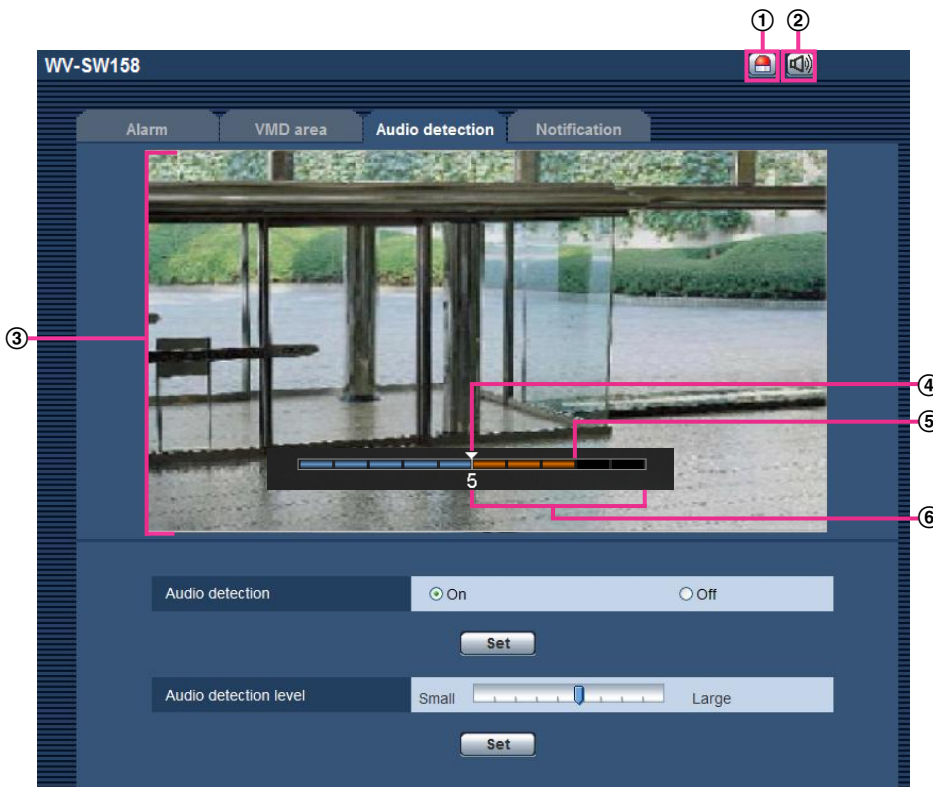 ① ②
WV-SW158
Alarm VMD area Audio detection Notification
③
④
⑤
5
⑥
Audio detection On Off
Set
Audio detection level Small Large
Set